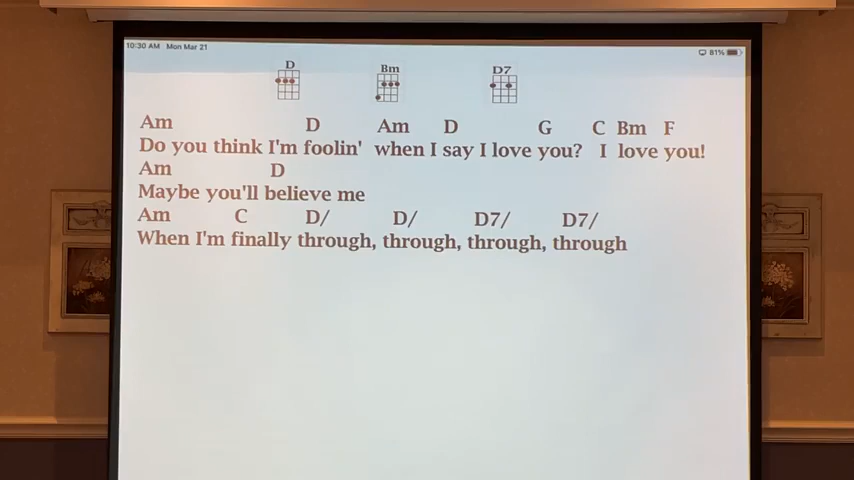 10:30 AM Mon Mar 21 81%
D Bm D7
Am D Am D G C Bm F
Do you think I'm foolin' when I say I love you? I love you!
Am D
Maybe you'll believe me
Am C D/ D/ D7/ D7/
When I'm finally through, through, through, through